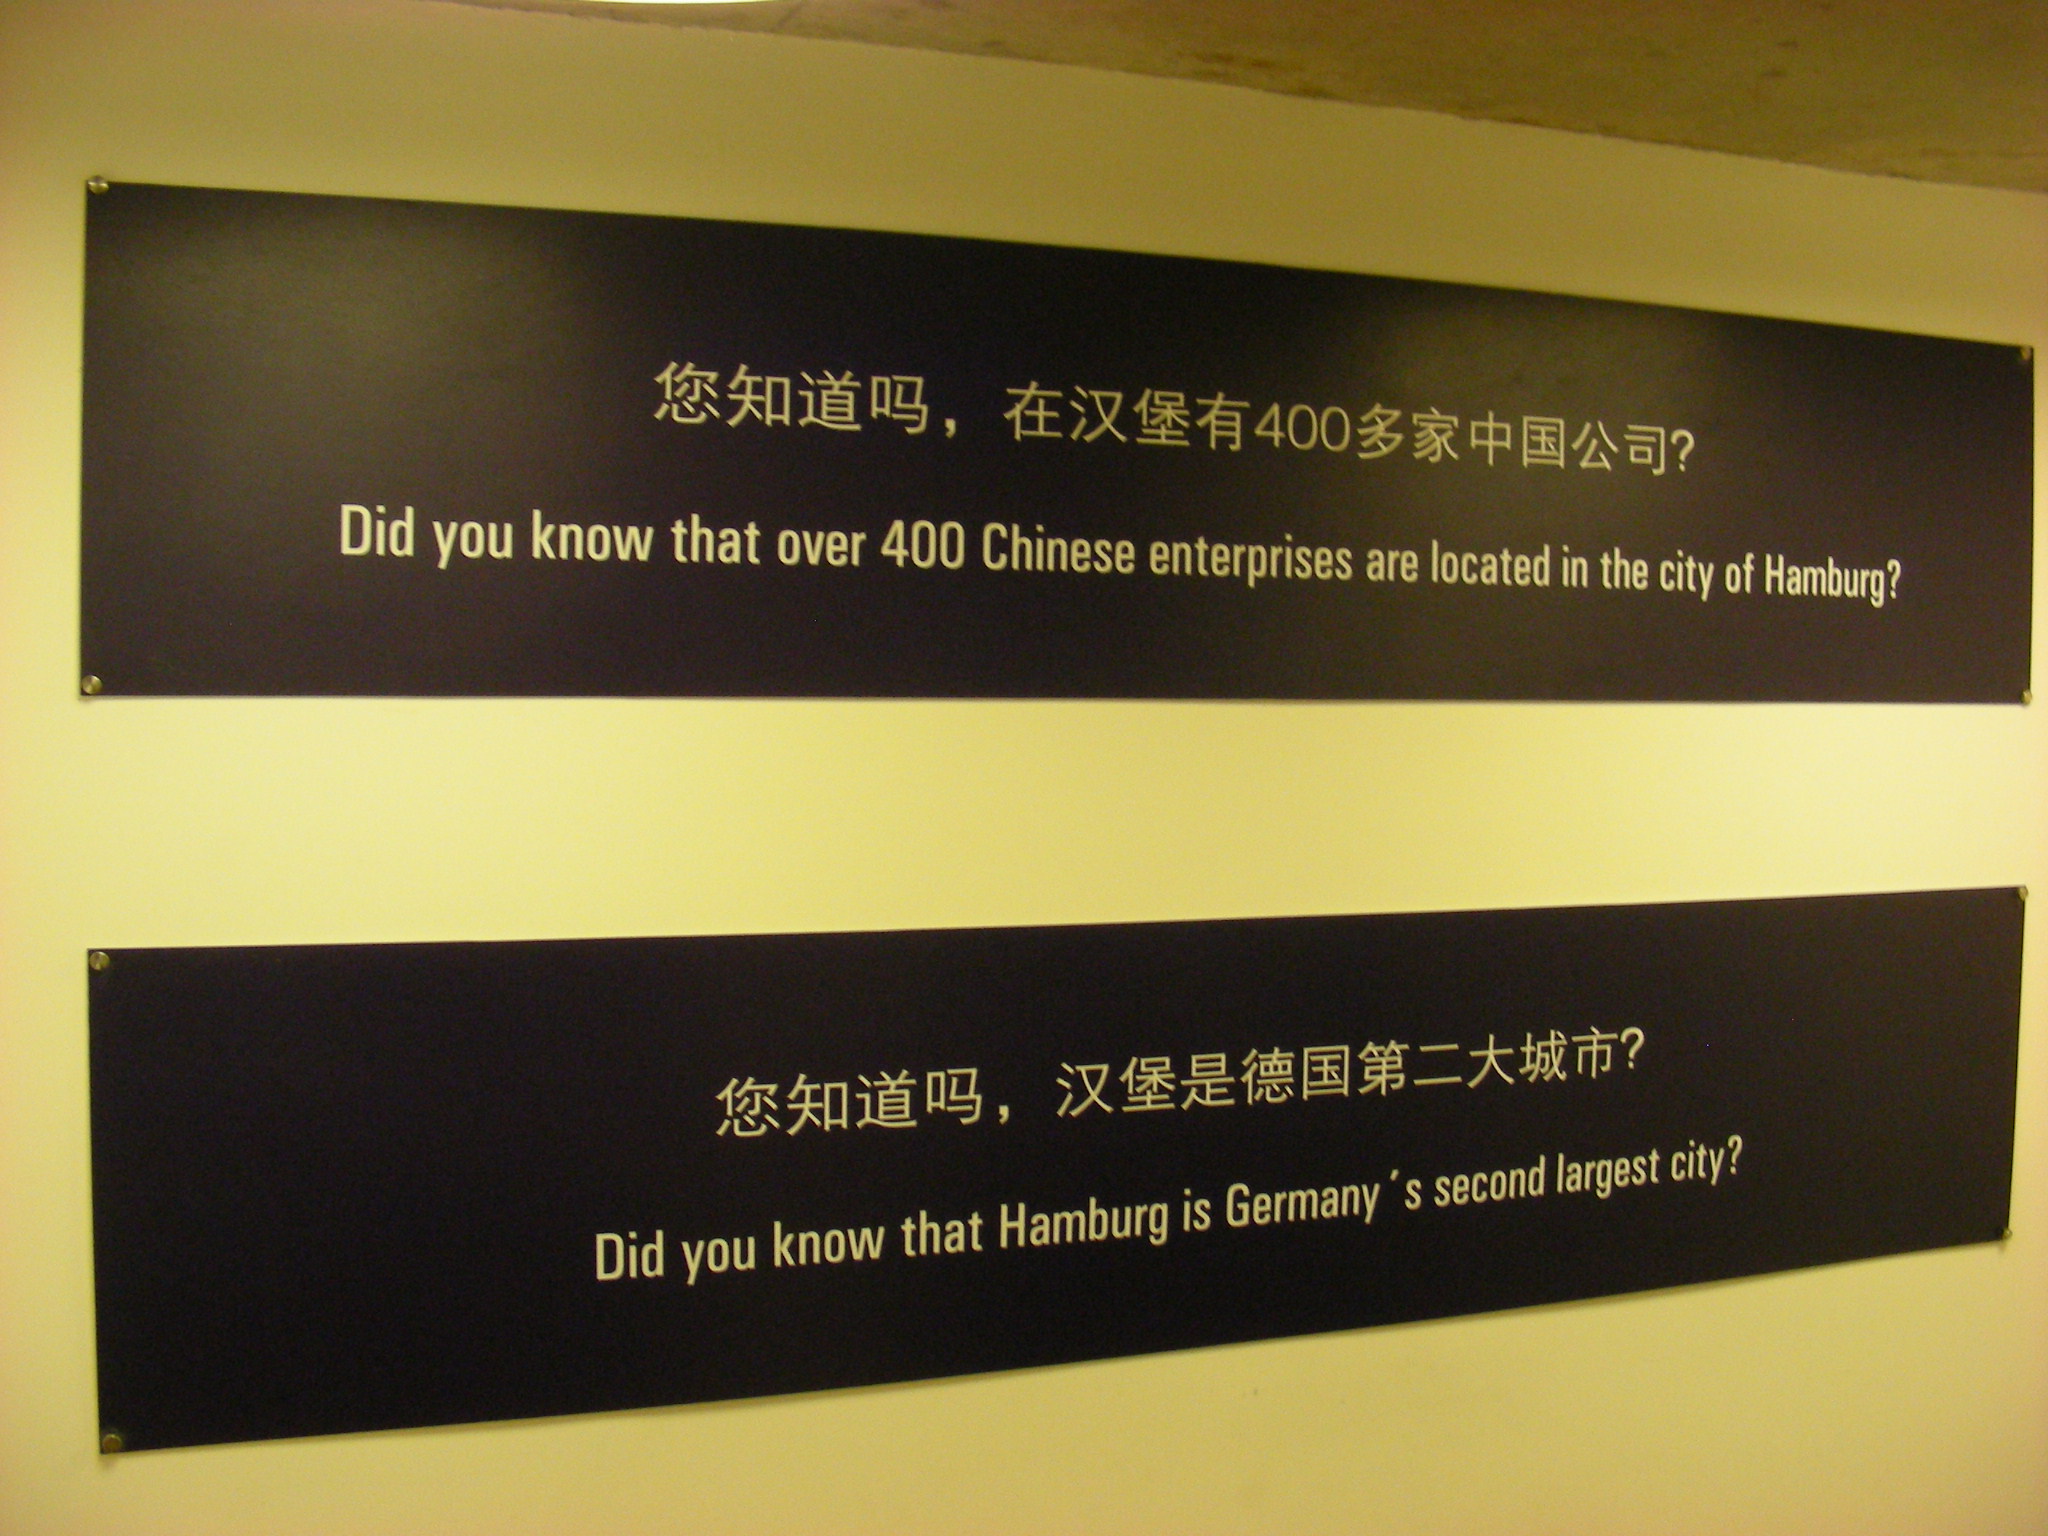 您知道吗，在汉堡有400多家中国公司?
Did you know that over 400 Chinese enterprises are located in the city of Hamburg?
您知道吗，汉堡是德国第二大城市?
Did you know that Hamburg is Germany´s second largest city?